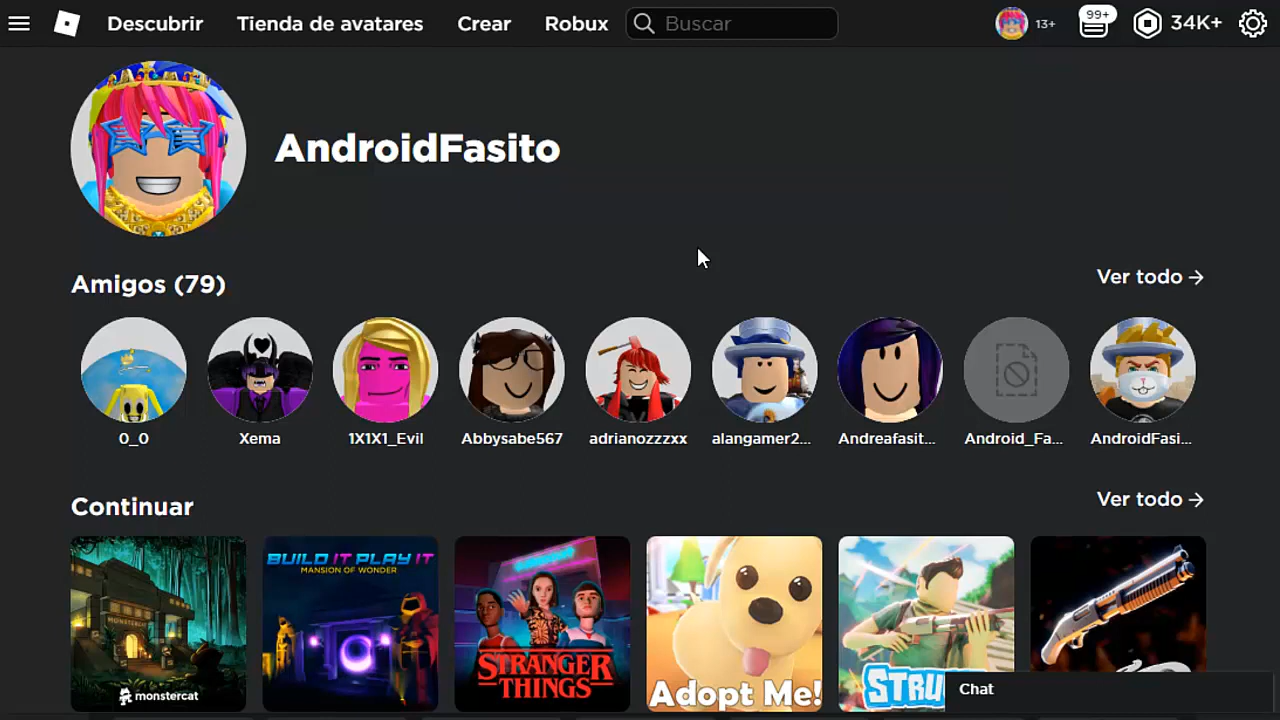 Descubrir Tienda de avatares Crear Robux Buscar 13+ 99+ 34K+
AndroidFasito
Amigos (79) Ver todo →
0_0 Xema 1X1X1_Evil Abbysabe567 adrianozzzxx alangamer2... Andreafasit... Android_Fa... AndroidFasi...
Continuar Ver todo →
MONSTERCAT
monstercat
BUILD IT PLAY IT
MANSION OF WONDER
STRANGER
THINGS
Adopt Me!
STRU
Chat